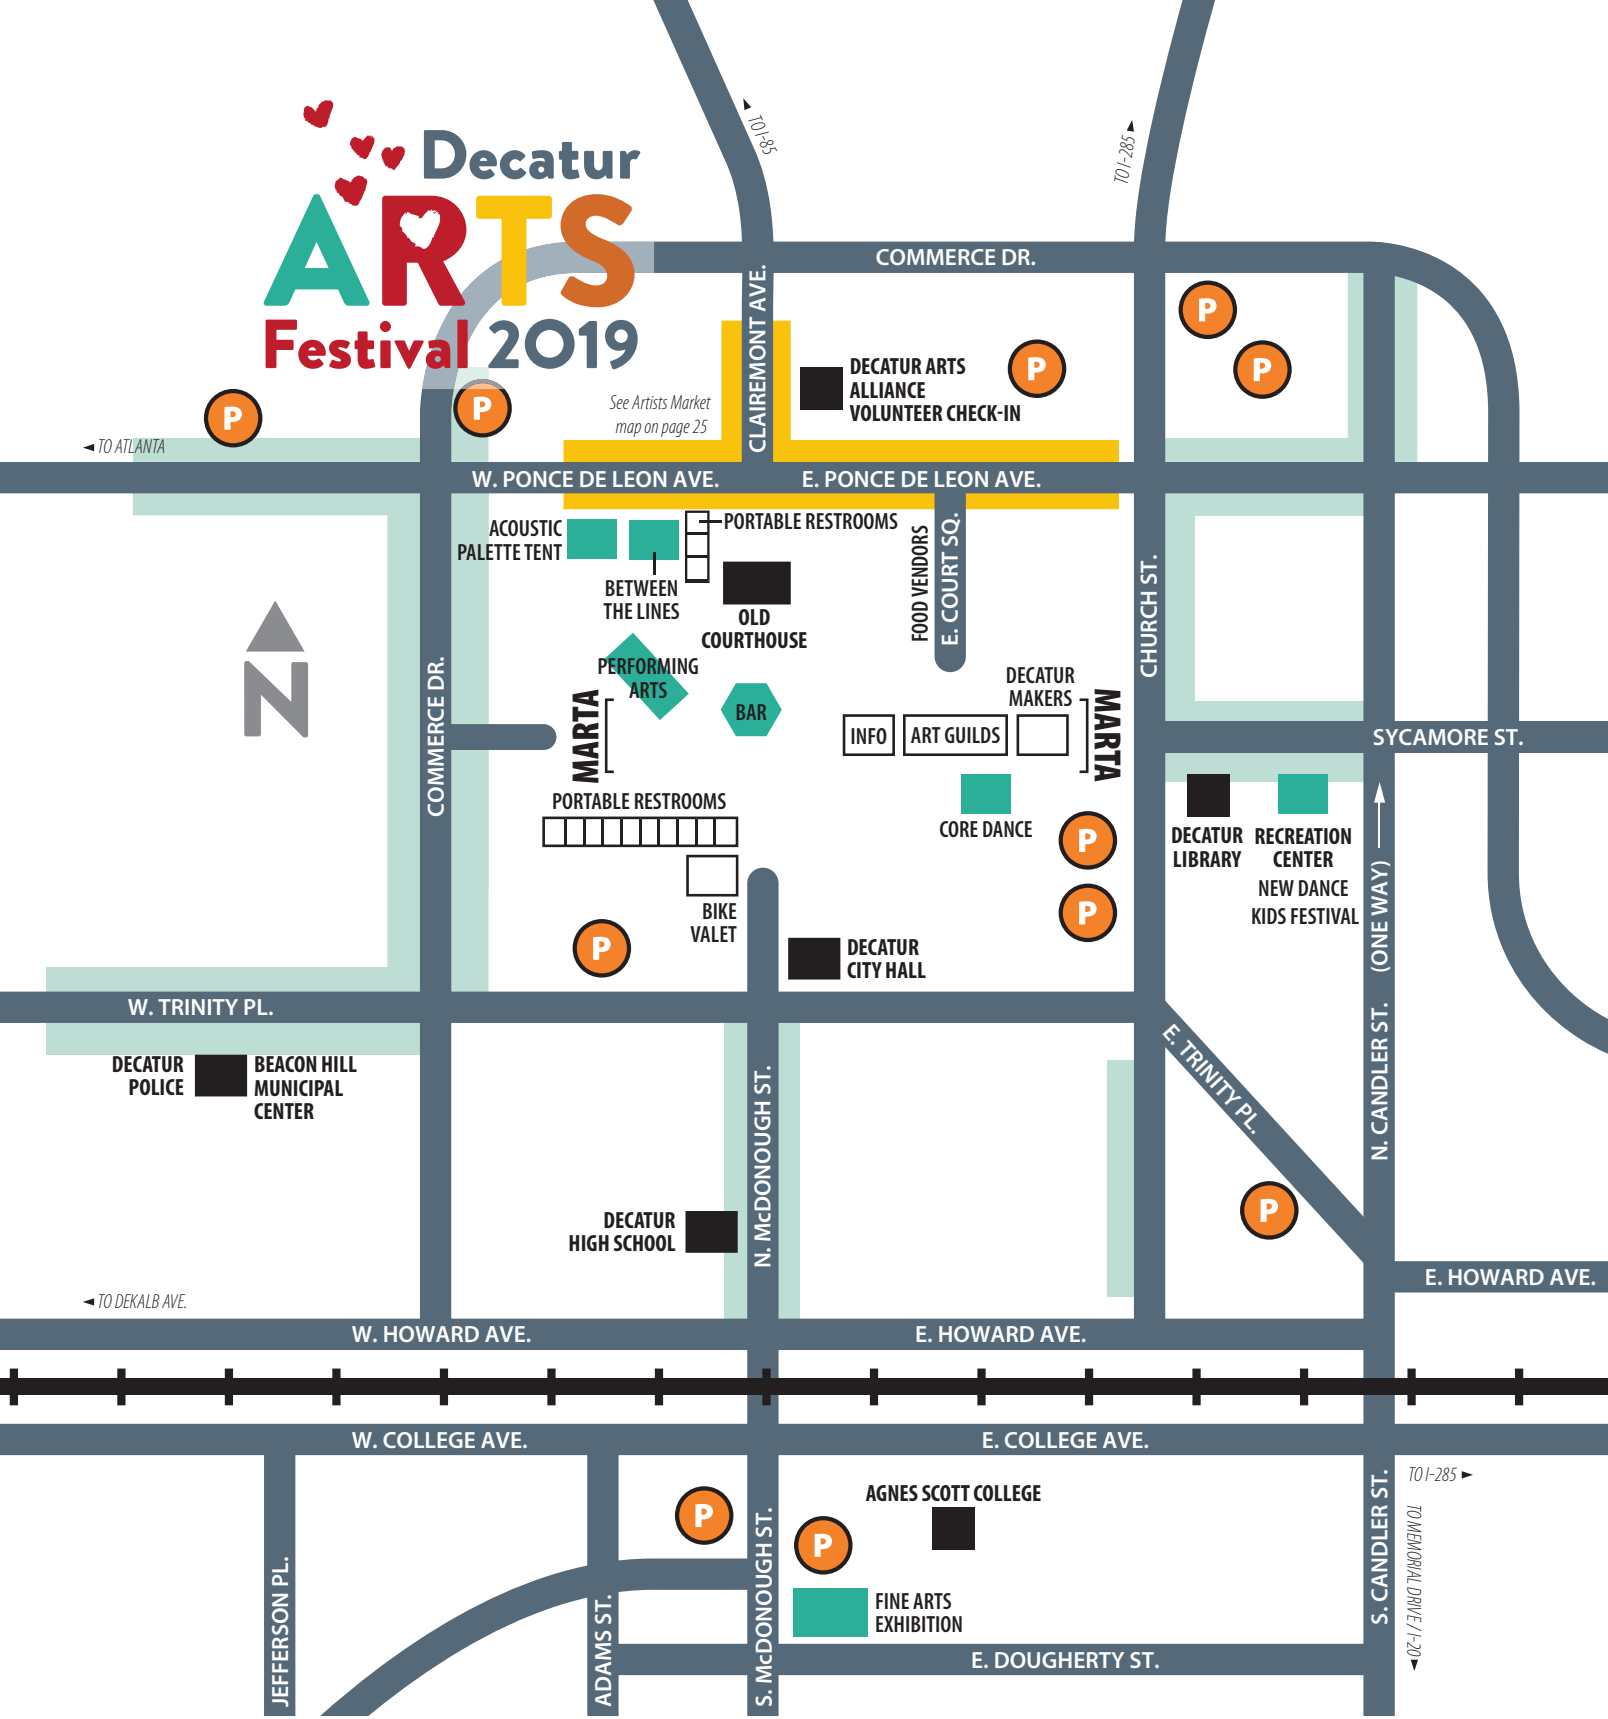 Decatur
ARTS
Festival 2019
TO I-85
TO I-285
COMMERCE DR.
CLAIREMONT AVE.
P
P
P
DECATUR ARTS
ALLIANCE
VOLUNTEER CHECK-IN
P
P
See Artists Market
map on page 25
TO ATLANTA
W. PONCE DE LEON AVE.
E. PONCE DE LEON AVE.
ACOUSTIC
PALETTE TENT
PORTABLE RESTROOMS
BETWEEN
THE LINES
OLD
COURTHOUSE
FOOD VENDORS
E. COURT SQ.
CHURCH ST.
N
COMMERCE DR.
PERFORMING
ARTS
MARTA
BAR
DECATUR
MAKERS
INFO
ART GUILDS
MARTA
SYCAMORE ST.
PORTABLE RESTROOMS
CORE DANCE
P
P
DECATUR
LIBRARY
RECREATION
CENTER
NEW DANCE
KIDS FESTIVAL
BIKE
VALET
P
DECATUR
CITY HALL
N. CANDLER ST. (ONE WAY)
W. TRINITY PL.
E. TRINITY PL.
DECATUR
POLICE
BEACON HILL
MUNICIPAL
CENTER
N. McDONOUGH ST.
DECATUR
HIGH SCHOOL
P
E. HOWARD AVE.
TO DEKALB AVE.
W. HOWARD AVE.
E. HOWARD AVE.
W. COLLEGE AVE.
E. COLLEGE AVE.
TO I-285
AGNES SCOTT COLLEGE
P
P
S. CANDLER ST.
TO MEMORIAL DRIVE / I-20
JEFFERSON PL.
ADAMS ST.
S. McDONOUGH ST.
FINE ARTS
EXHIBITION
E. DOUGHERTY ST.